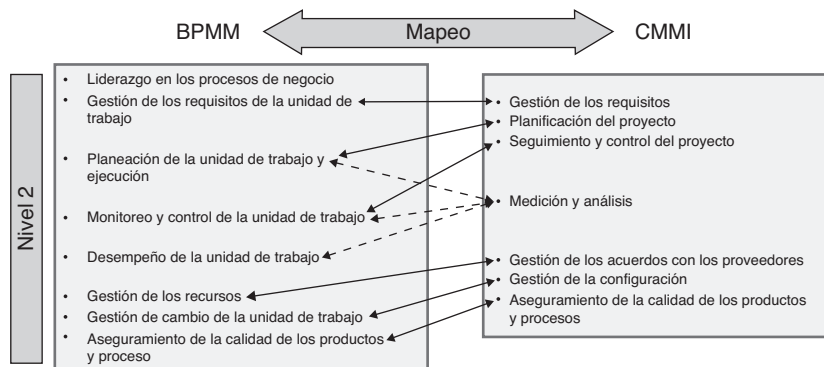 BPMM
Mapeo
CMMI
Nivel 2
• Liderazgo en los procesos de negocio
• Gestión de los requisitos de la unidad de
trabajo
• Planeación de la unidad de trabajo y
ejecución
• Monitoreo y control de la unidad de trabajo
• Desempeño de la unidad de trabajo
• Gestión de los recursos
• Gestión de cambio de la unidad de trabajo
• Aseguramiento de la calidad de los productos
y proceso
• Gestión de los requisitos
• Planificación del proyecto
• Seguimiento y control del proyecto
• Medición y análisis
• Gestión de los acuerdos con los proveedores
• Gestión de la configuración
• Aseguramiento de la calidad de los productos
y procesos